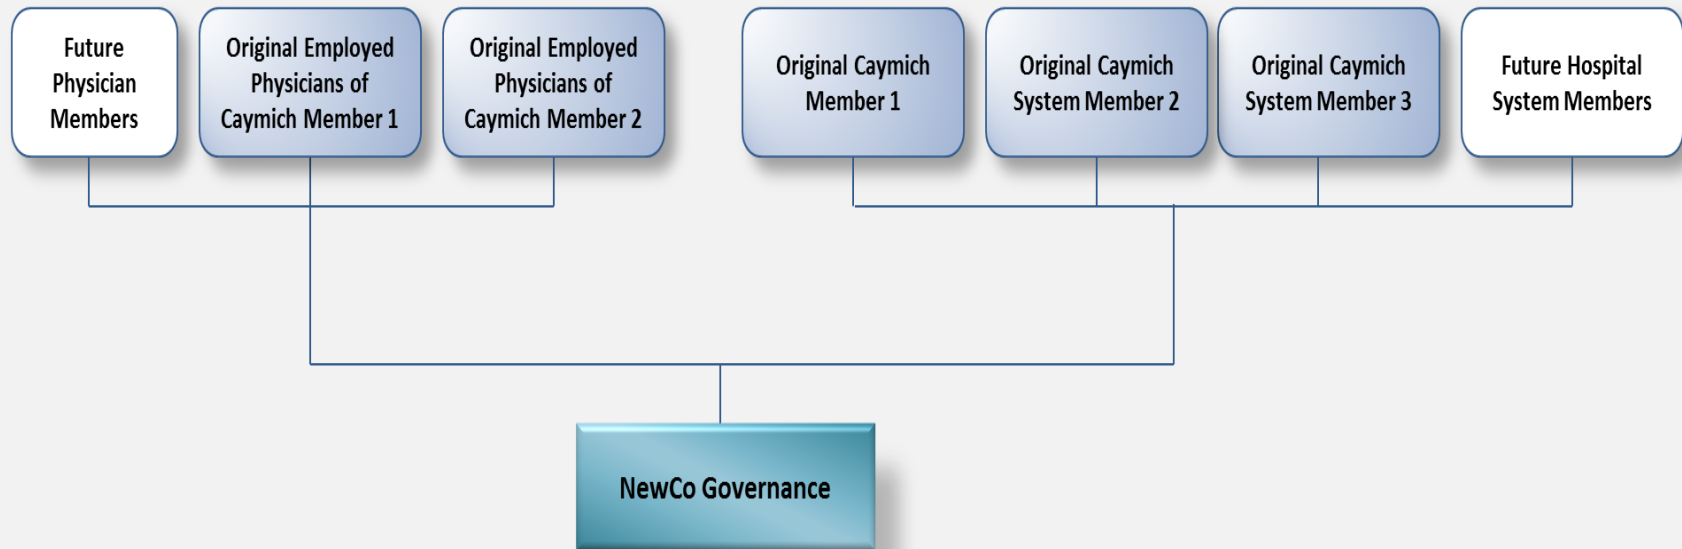 Future
Physician
Members
Original Employed
Physicians of
Caymich Member 1
Original Employed
Physicians of
Caymich Member 2
Original Caymich
Member 1
Original Caymich
System Member 2
Original Caymich
System Member 3
Future Hospital
System Members
NewCo Governance